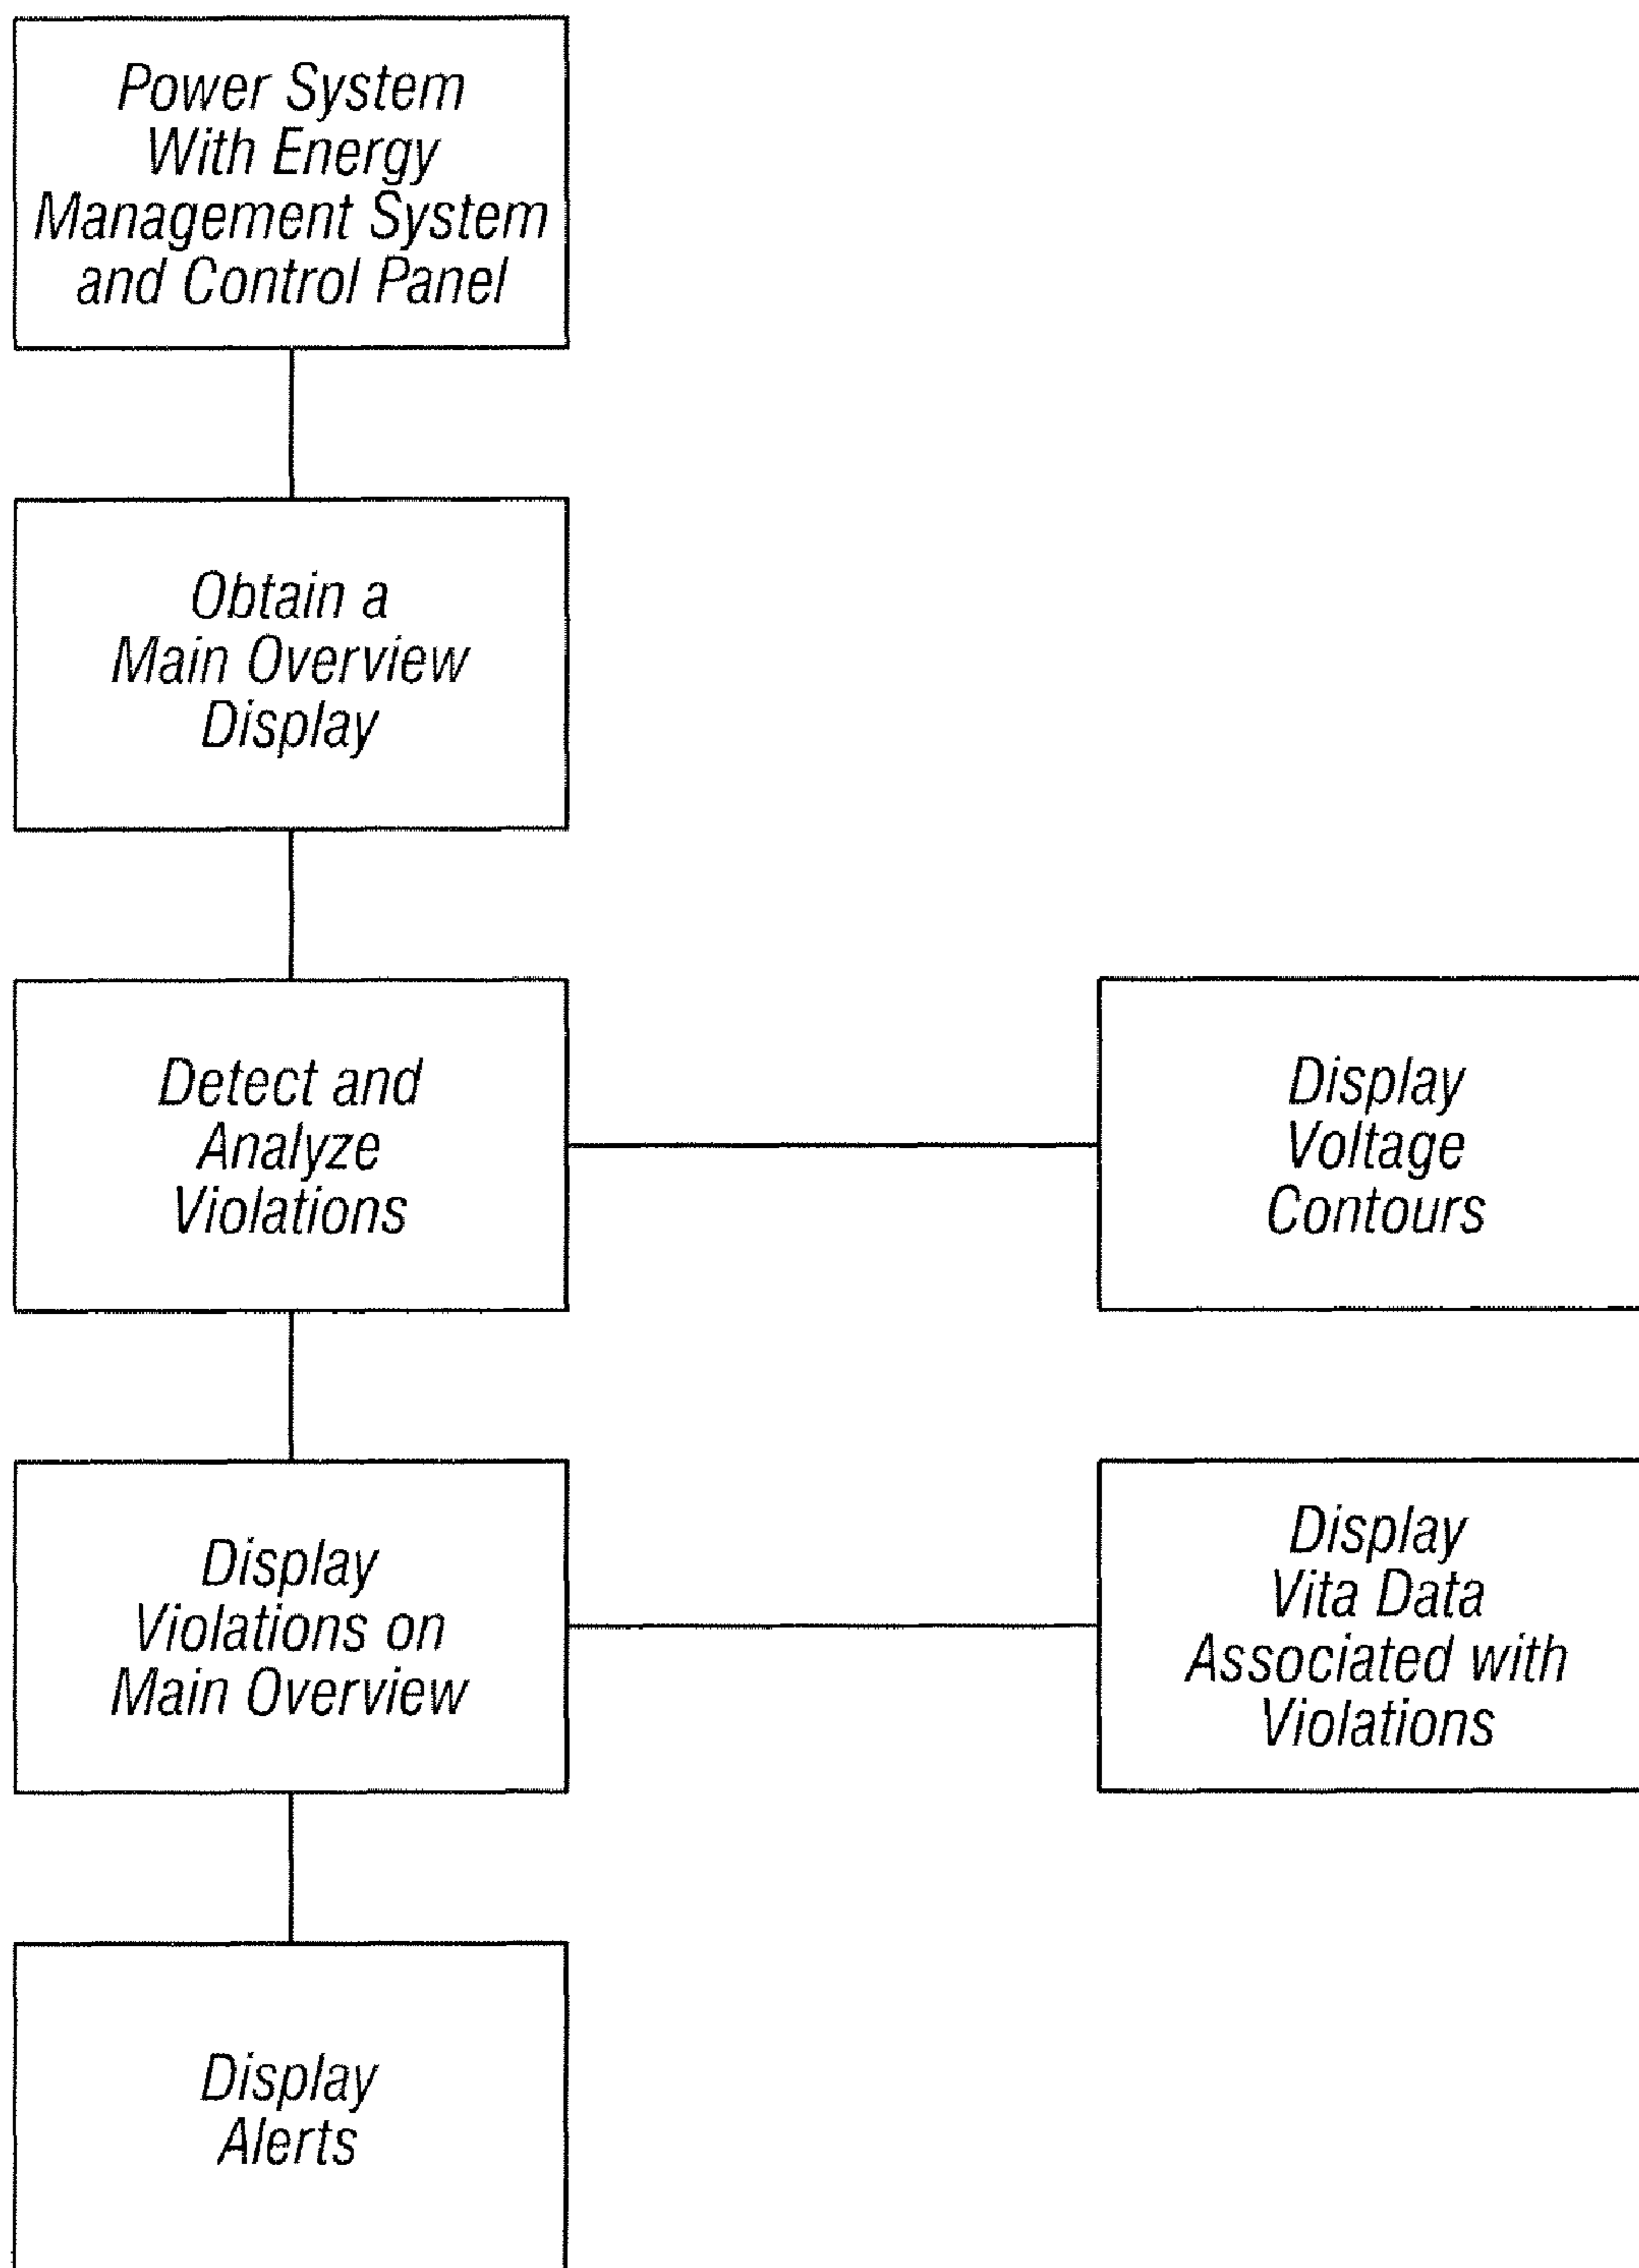 Power System
With Energy
Management System
and Control Panel
Obtain a
Main Overview
Display
Detect and
Analyze
Violations
Display
Voltage
Contours
Display
Violations on
Main Overview
Display
Vita Data
Associated with
Violations
Display
Alerts